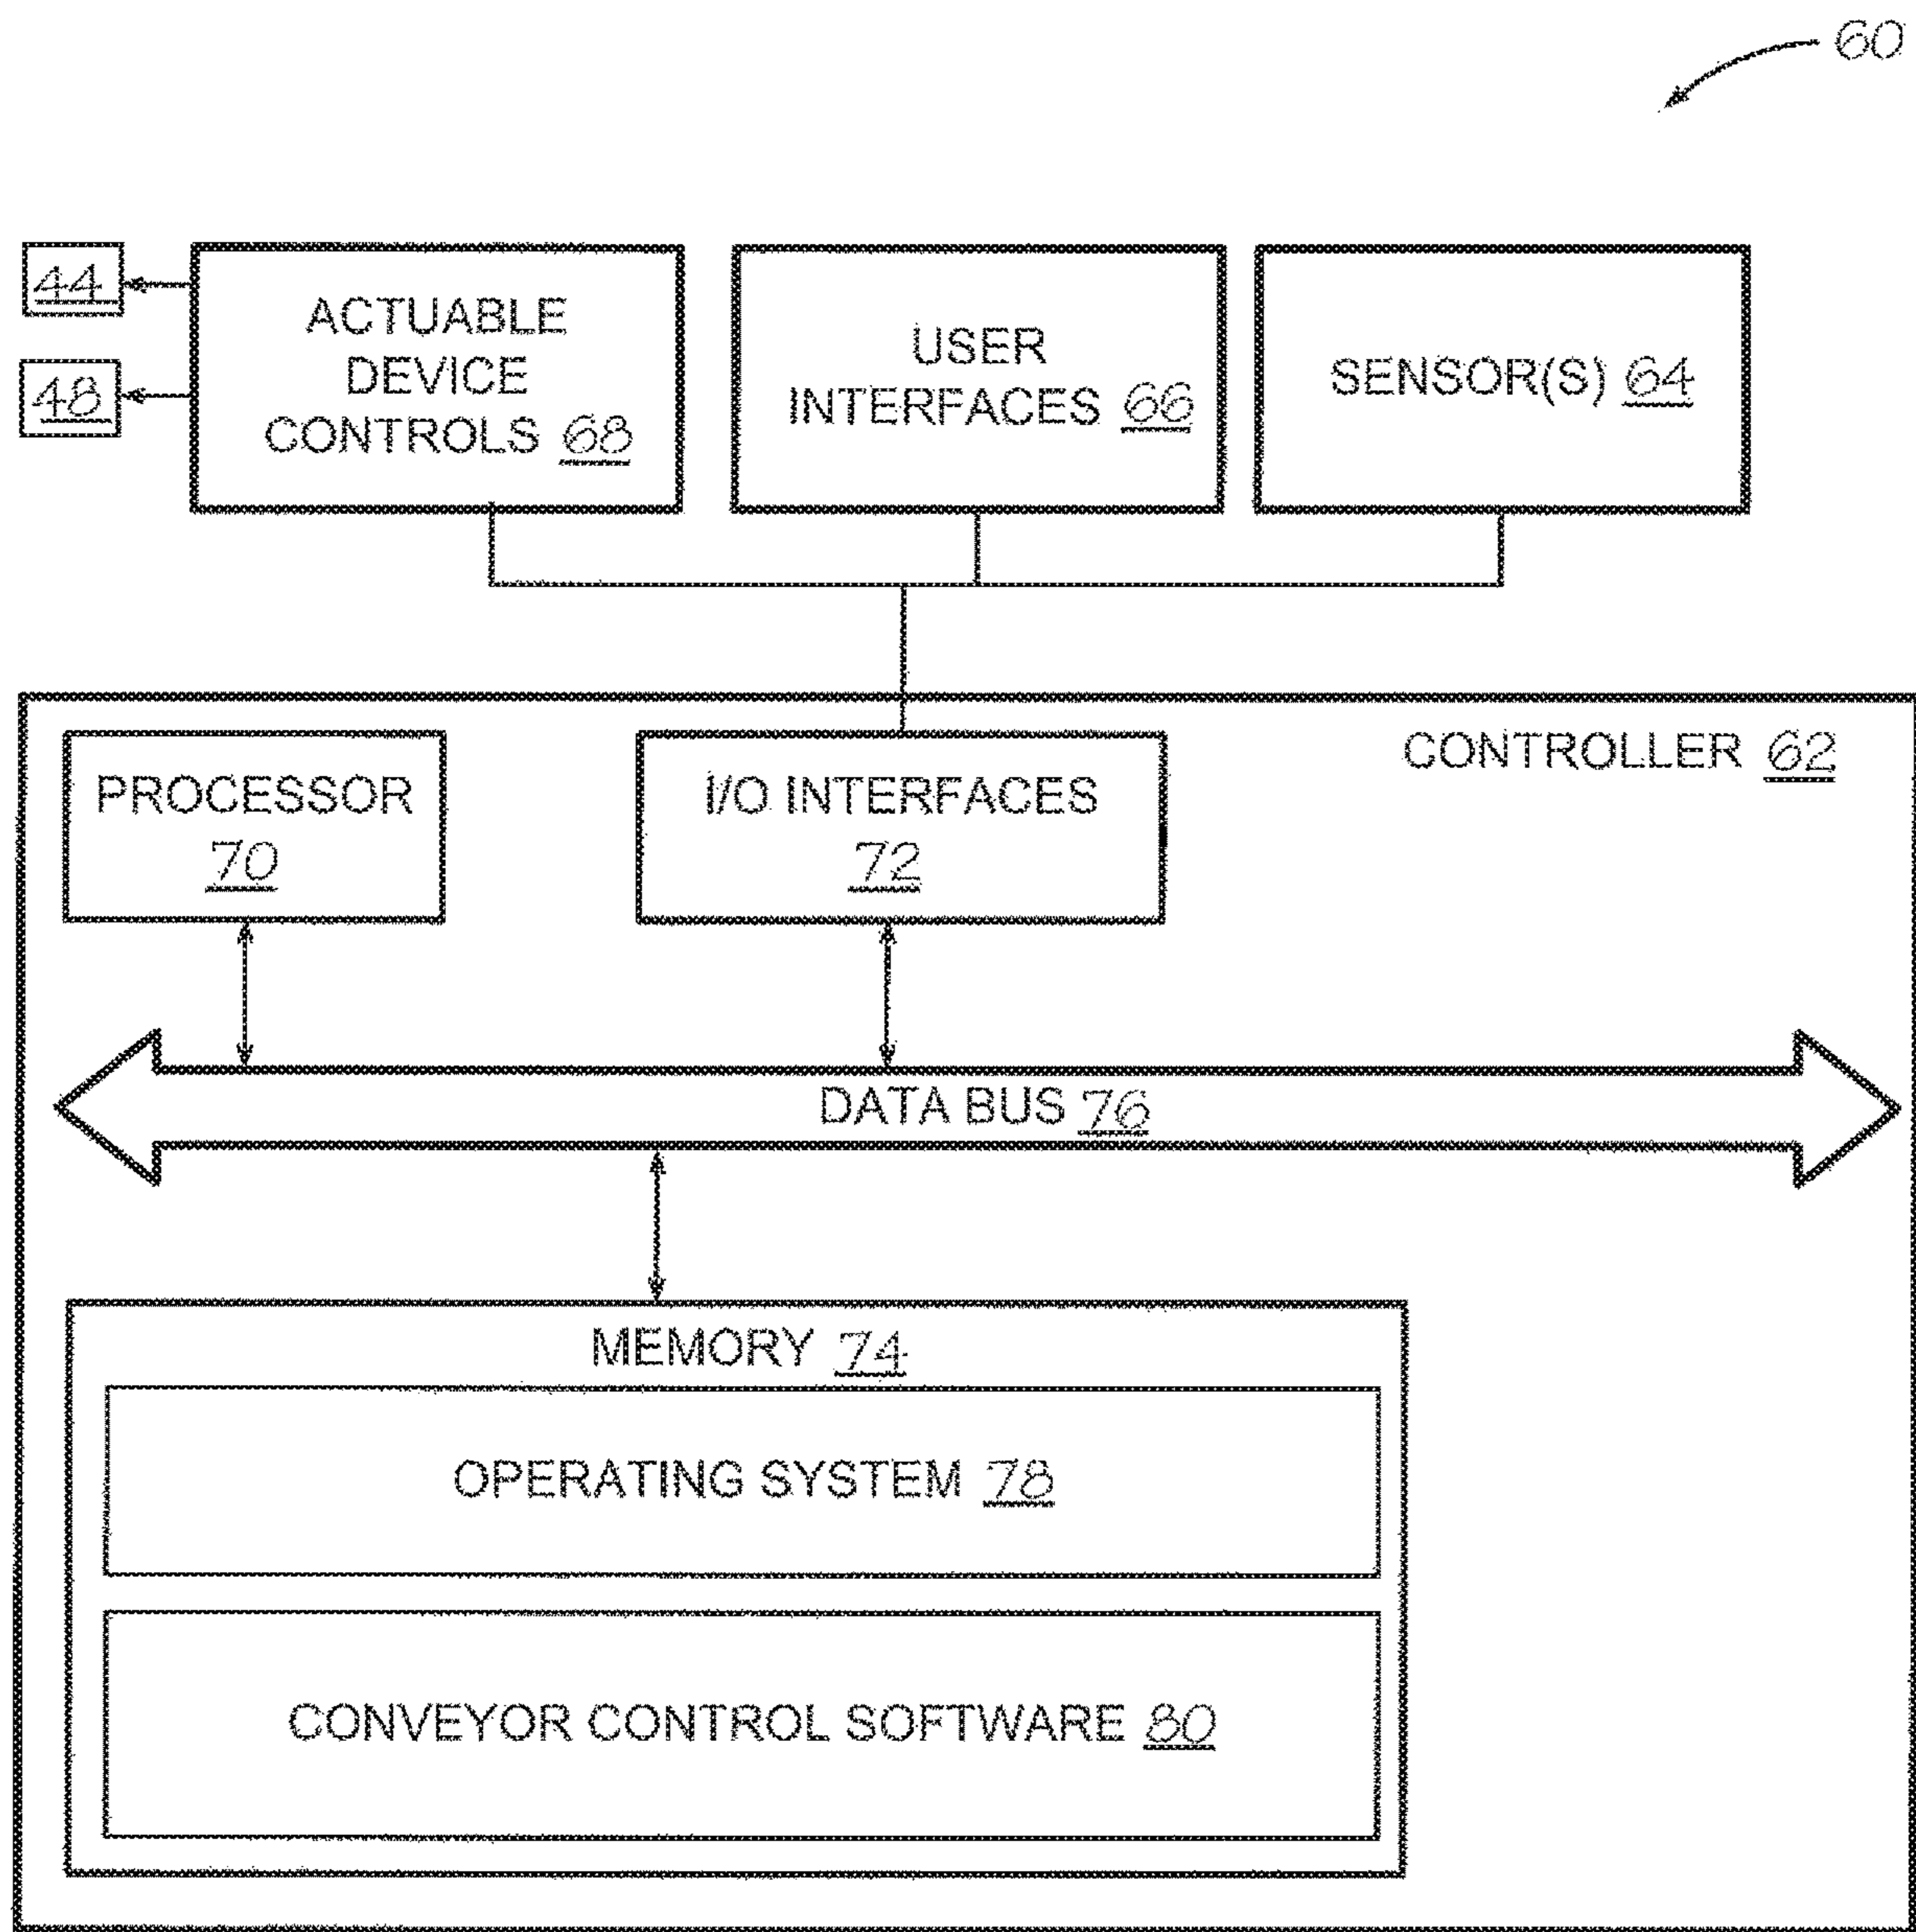 60
44
48
ACTUABLE
DEVICE
CONTROLS 68
USER
INTERFACES 66
SENSOR(S) 64
CONTROLLER 62
PROCESSOR
70
I/O INTERFACES
72
DATA BUS 76
MEMORY 74
OPERATING SYSTEM 78
CONVEYOR CONTROL SOFTWARE 80